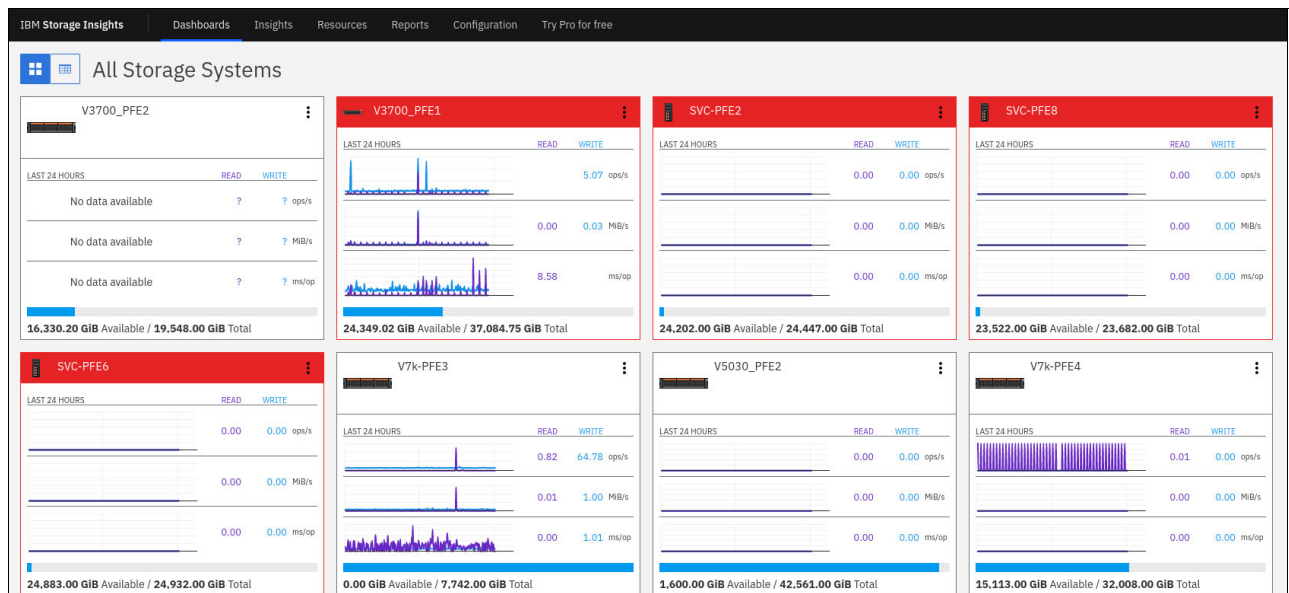 IBM Storage Insights Dashboards Insights Resources Reports Configuration Try Pro for free
All Storage Systems
V3700_PFE2
LAST 24 HOURS READ WRITE
No data available ? ? ops/s
No data available ? ? MiB/s
No data available ? ? ms/op
16,330.20 GiB Available / 19,548.00 GiB Total
V3700_PFE1
LAST 24 HOURS READ WRITE
5.07 ops/s
0.00 0.03 MiB/s
8.58 ms/op
24,349.02 GiB Available / 37,084.75 GiB Total
SVC-PFE2
LAST 24 HOURS READ WRITE
0.00 0.00 ops/s
0.00 0.00 MiB/s
0.00 0.00 ms/op
24,202.00 GiB Available / 24,447.00 GiB Total
SVC-PFE8
LAST 24 HOURS READ WRITE
0.00 0.00 ops/s
0.00 0.00 MiB/s
0.00 0.00 ms/op
23,522.00 GiB Available / 23,682.00 GiB Total
SVC-PFE6
LAST 24 HOURS READ WRITE
0.00 0.00 ops/s
0.00 0.00 MiB/s
0.00 0.00 ms/op
24,883.00 GiB Available / 24,932.00 GiB Total
V7k-PFE3
LAST 24 HOURS READ WRITE
0.82 64.78 ops/s
0.01 1.00 MiB/s
0.00 1.01 ms/op
0.00 GiB Available / 7,742.00 GiB Total
V5030_PFE2
LAST 24 HOURS READ WRITE
0.00 0.00 ops/s
0.00 0.00 MiB/s
0.00 0.00 ms/op
1,600.00 GiB Available / 42,561.00 GiB Total
V7k-PFE4
LAST 24 HOURS READ WRITE
0.01 0.00 ops/s
0.00 0.00 MiB/s
0.00 0.00 ms/op
15,113.00 GiB Available / 32,008.00 GiB Total